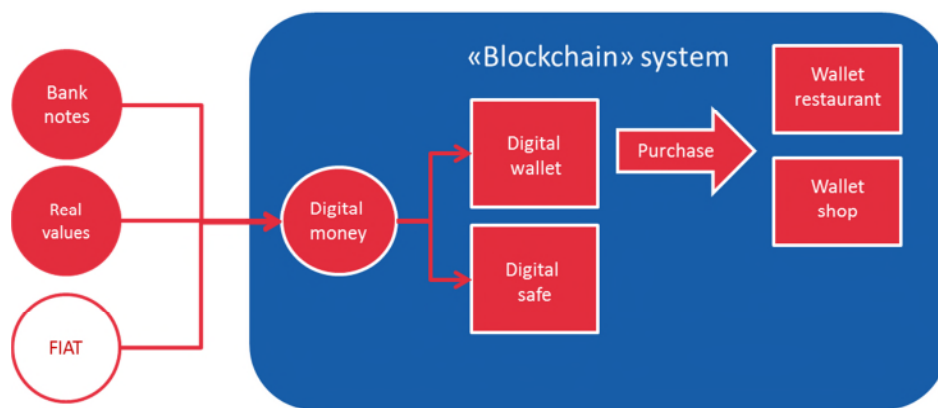 «Blockchain» system
Bank
notes
Real
values
FIAT
Digital
money
Digital
wallet
Digital
safe
Purchase
Wallet
restaurant
Wallet
shop